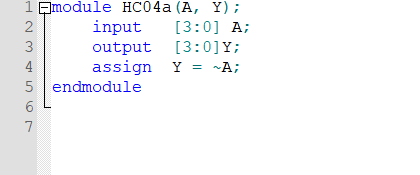 1 module HC04a(A, Y);
2     input   [3:0] A;
3     output  [3:0]Y;
4     assign  Y = ~A;
5 endmodule
6
7